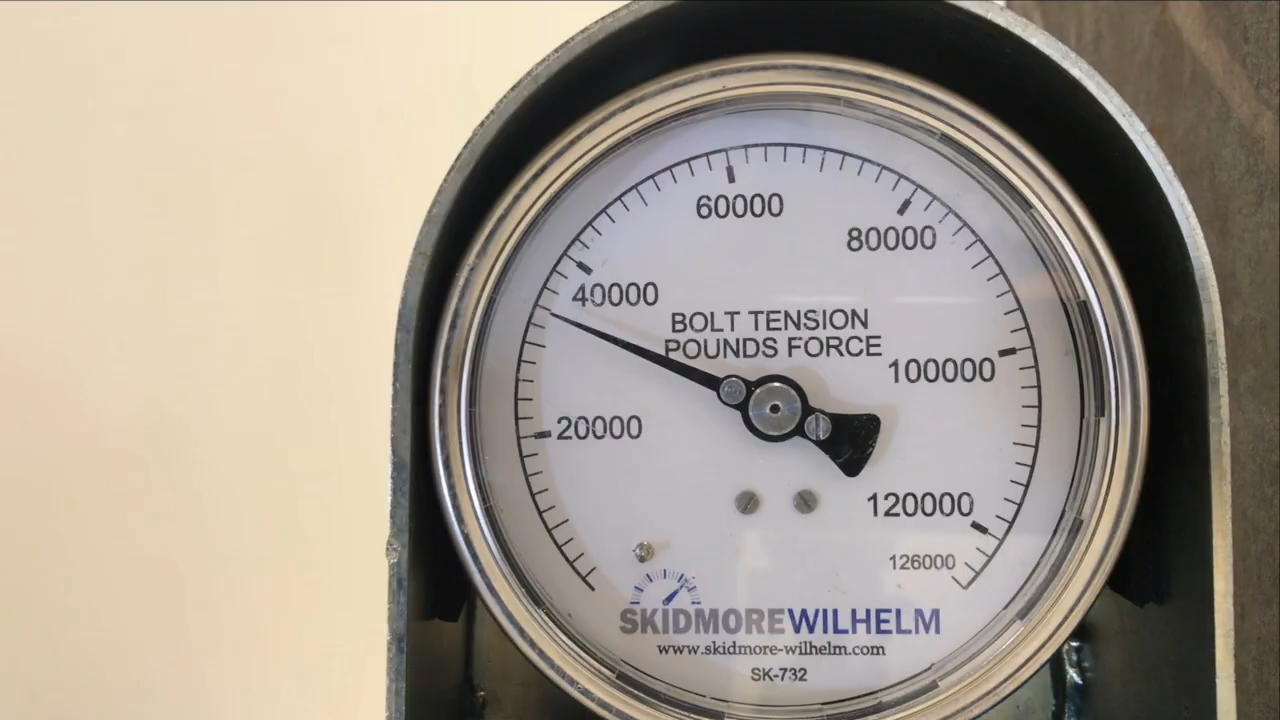 60000
80000
40000
BOLT TENSION
POUNDS FORCE
100000
20000
120000
126000
SKIDMOREWILHELM
www.skidmore-wilhelm.com
SK-732